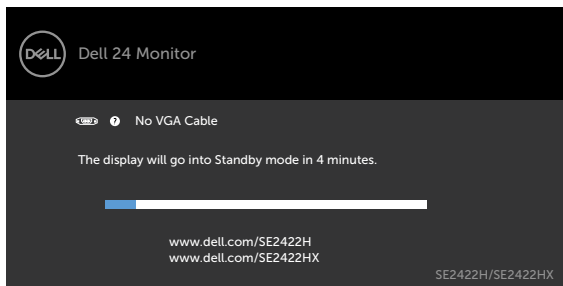 DELL
Dell 24 Monitor
No VGA Cable
The display will go into Standby mode in 4 minutes.
www.dell.com/SE2422H
www.dell.com/SE2422HX
SE2422H/SE2422HX